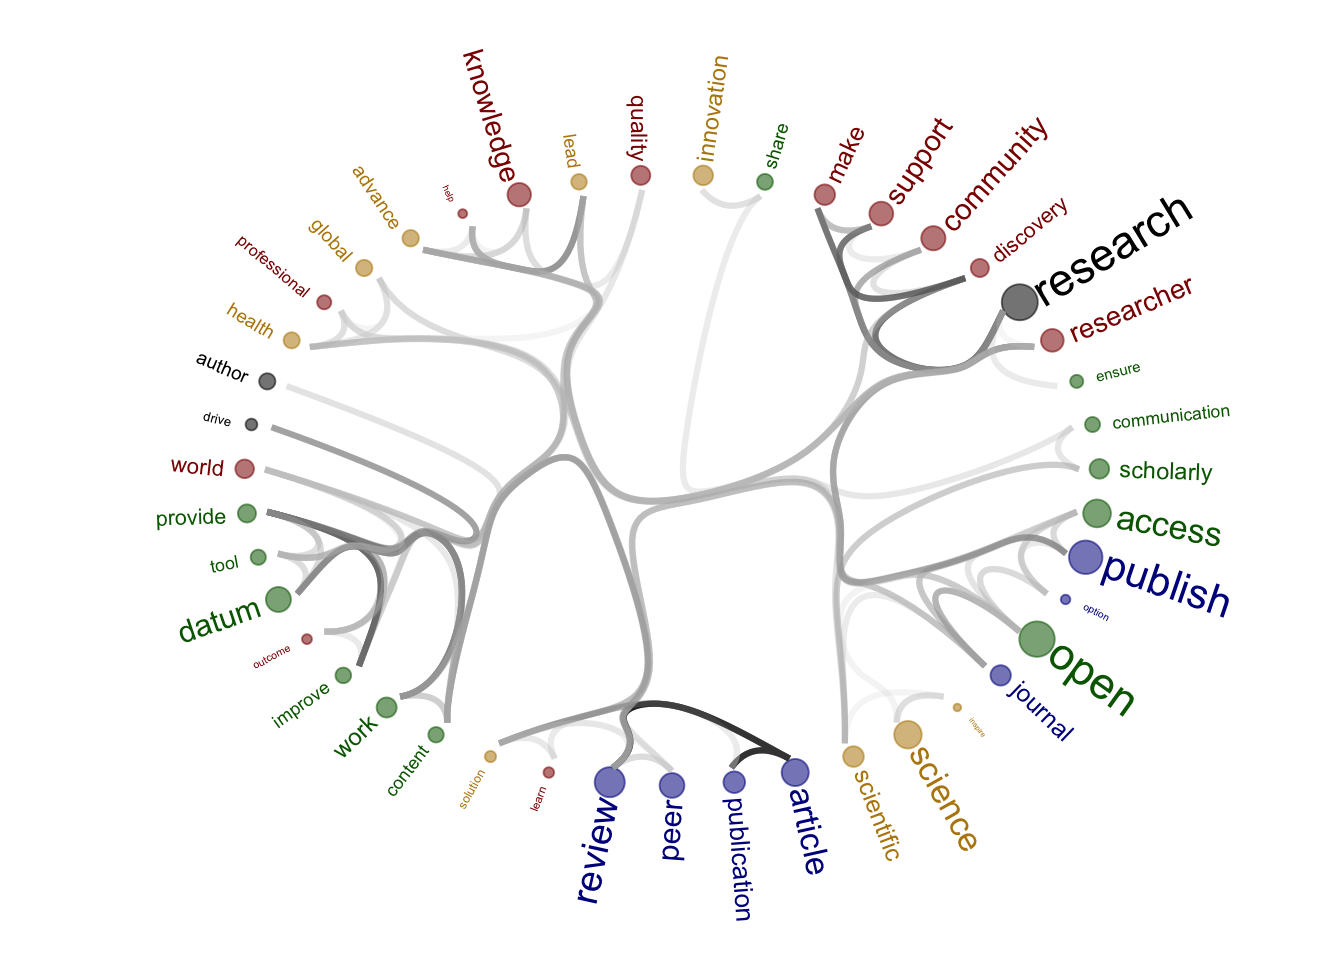 knowledge
lead
quality
innovation
share
make
support
community
discovery
research
researcher
ensure
communication
scholarly
access
publish
option
open
journal
inspire
science
scientific
article
publication
peer
review
learn
solution
content
work
improve
outcome
datum
tool
provide
world
drive
author
health
professional
global
advance
help